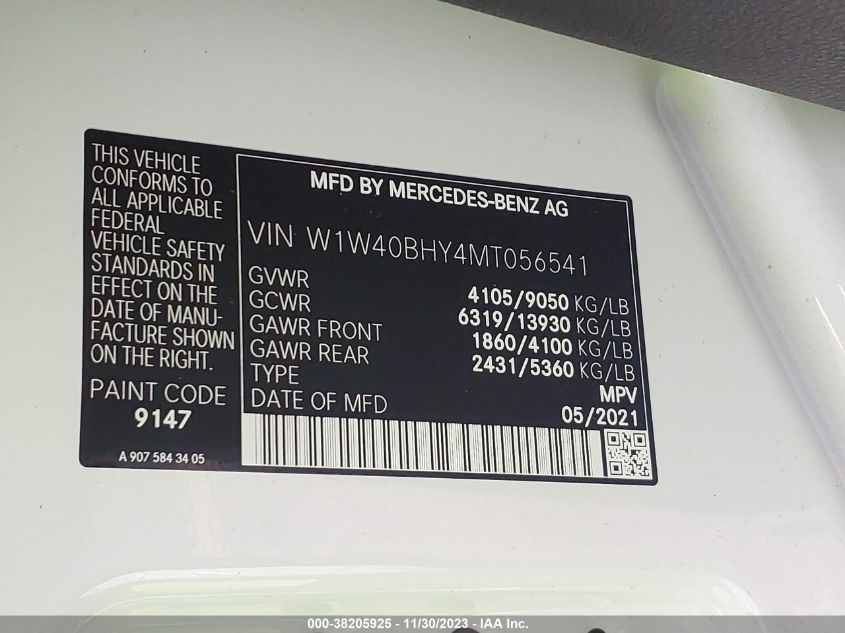 THIS VEHICLE
CONFORMS TO
ALL APPLICABLE
FEDERAL
VEHICLE SAFETY
STANDARDS IN
EFFECT ON THE
DATE OF MANU-
FACTURE SHOWN
ON THE RIGHT.
PAINT CODE
9147
A 907 584 34 05
MFD BY MERCEDES-BENZ AG
VIN W1W40BHY4MT056541
GVWR 4105/9050 KG/LB
GCWR 6319/13930 KG/LB
GAWR FRONT 1860/4100 KG/LB
GAWR REAR 2431/5360 KG/LB
TYPE MPV
DATE OF MFD 05/2021
000-38205925 - 11/30/2023 - IAA Inc.